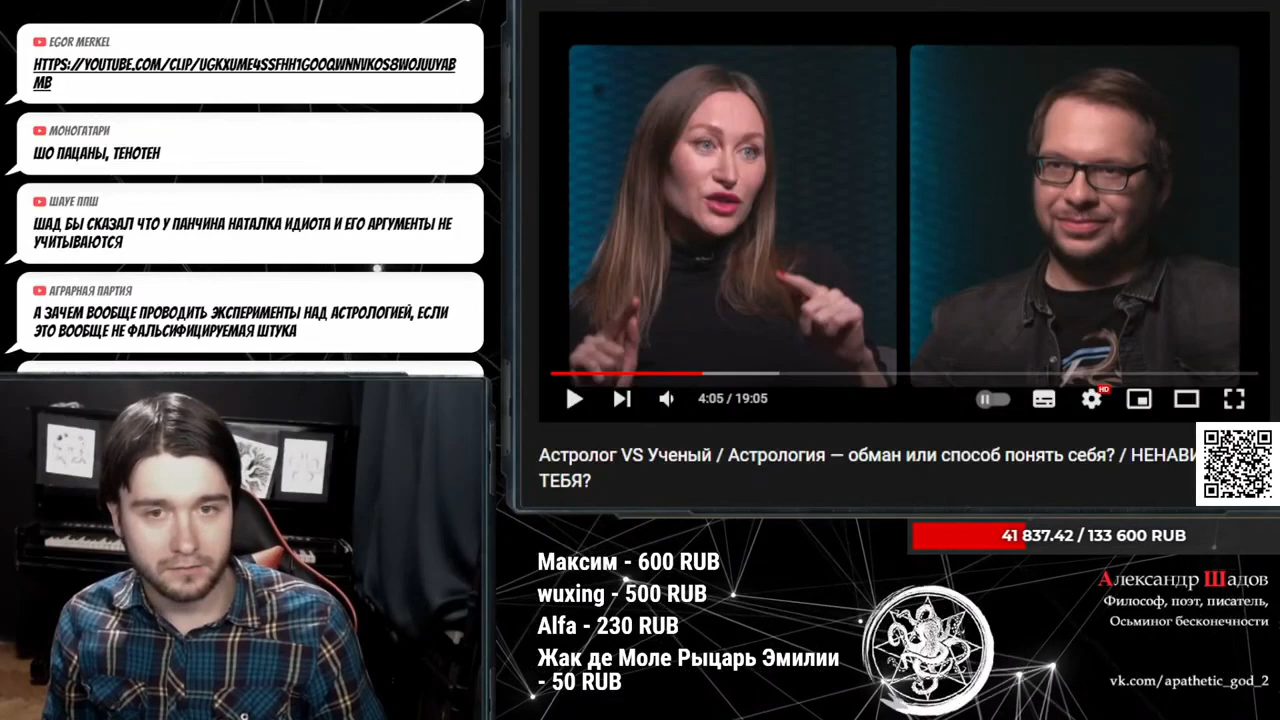 EGOR MERKEL
HTTPS://YOUTUBE.COM/CLIP/UGKXUME4SSFHH1GOOQWNNVKOS8WOJUUYAB
MB
МОНОГАТАРИ
ШО ПАЦАНЫ, ТЕНОТЕН
ШАУЕ ППШ
ШАД БЫ СКАЗАЛ ЧТО У ПАНЧИНА НАТАЛКА ИДИОТА И ЕГО АРГУМЕНТЫ НЕ
УЧИТЫВАЮТСЯ
АГРАРНАЯ ПАРТИЯ
А ЗАЧЕМ ВООБЩЕ ПРОВОДИТЬ ЭКСПЕРИМЕНТЫ НАД АСТРОЛОГИЕЙ, ЕСЛИ
ЭТО ВООБЩЕ НЕ ФАЛЬСИФИЦИРУЕМАЯ ШТУКА
4:05 / 19:05
HD
Астролог VS Ученый / Астрология — обман или способ понять себя? / НЕНАВИ
ТЕБЯ?
41 837.42 / 133 600 RUB
Максим - 600 RUB
wuxing - 500 RUB
Alfa - 230 RUB
Жак де Моле Рыцарь Эмилии
- 50 RUB
Александр Шадов
Философ, поэт, писатель,
Осьминог бесконечности
vk.com/apathetic_god_2